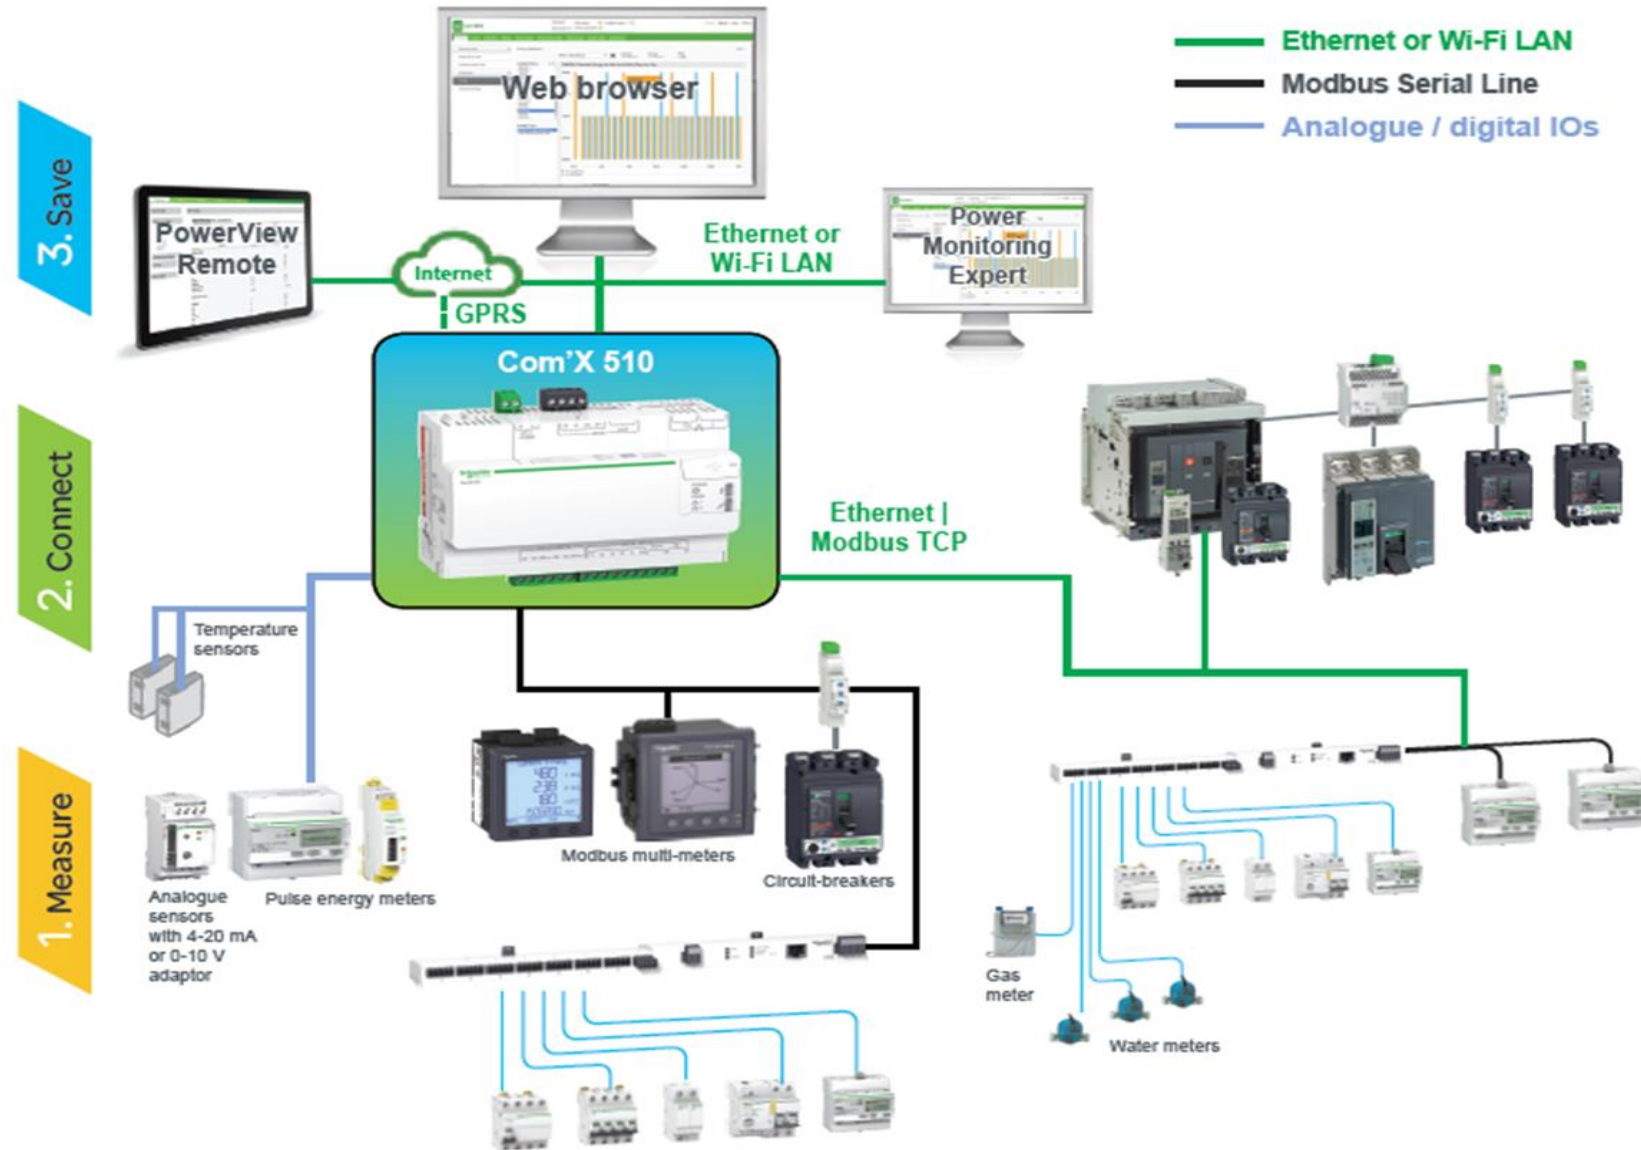 Ethernet or Wi-Fi LAN
Modbus Serial Line
Analogue / digital IOs
3. Save
Web browser
PowerView
Remote
Internet
GPRS
Ethernet or
Wi-Fi LAN
Power
Monitoring
Expert
2. Connect
Com'X 510
Ethernet |
Modbus TCP
Temperature
sensors
1. Measure
Analogue
sensors
with 4-20 mA
or 0-10 V
adaptor
Pulse energy meters
Modbus multi-meters
Circuit-breakers
Gas
meter
Water meters